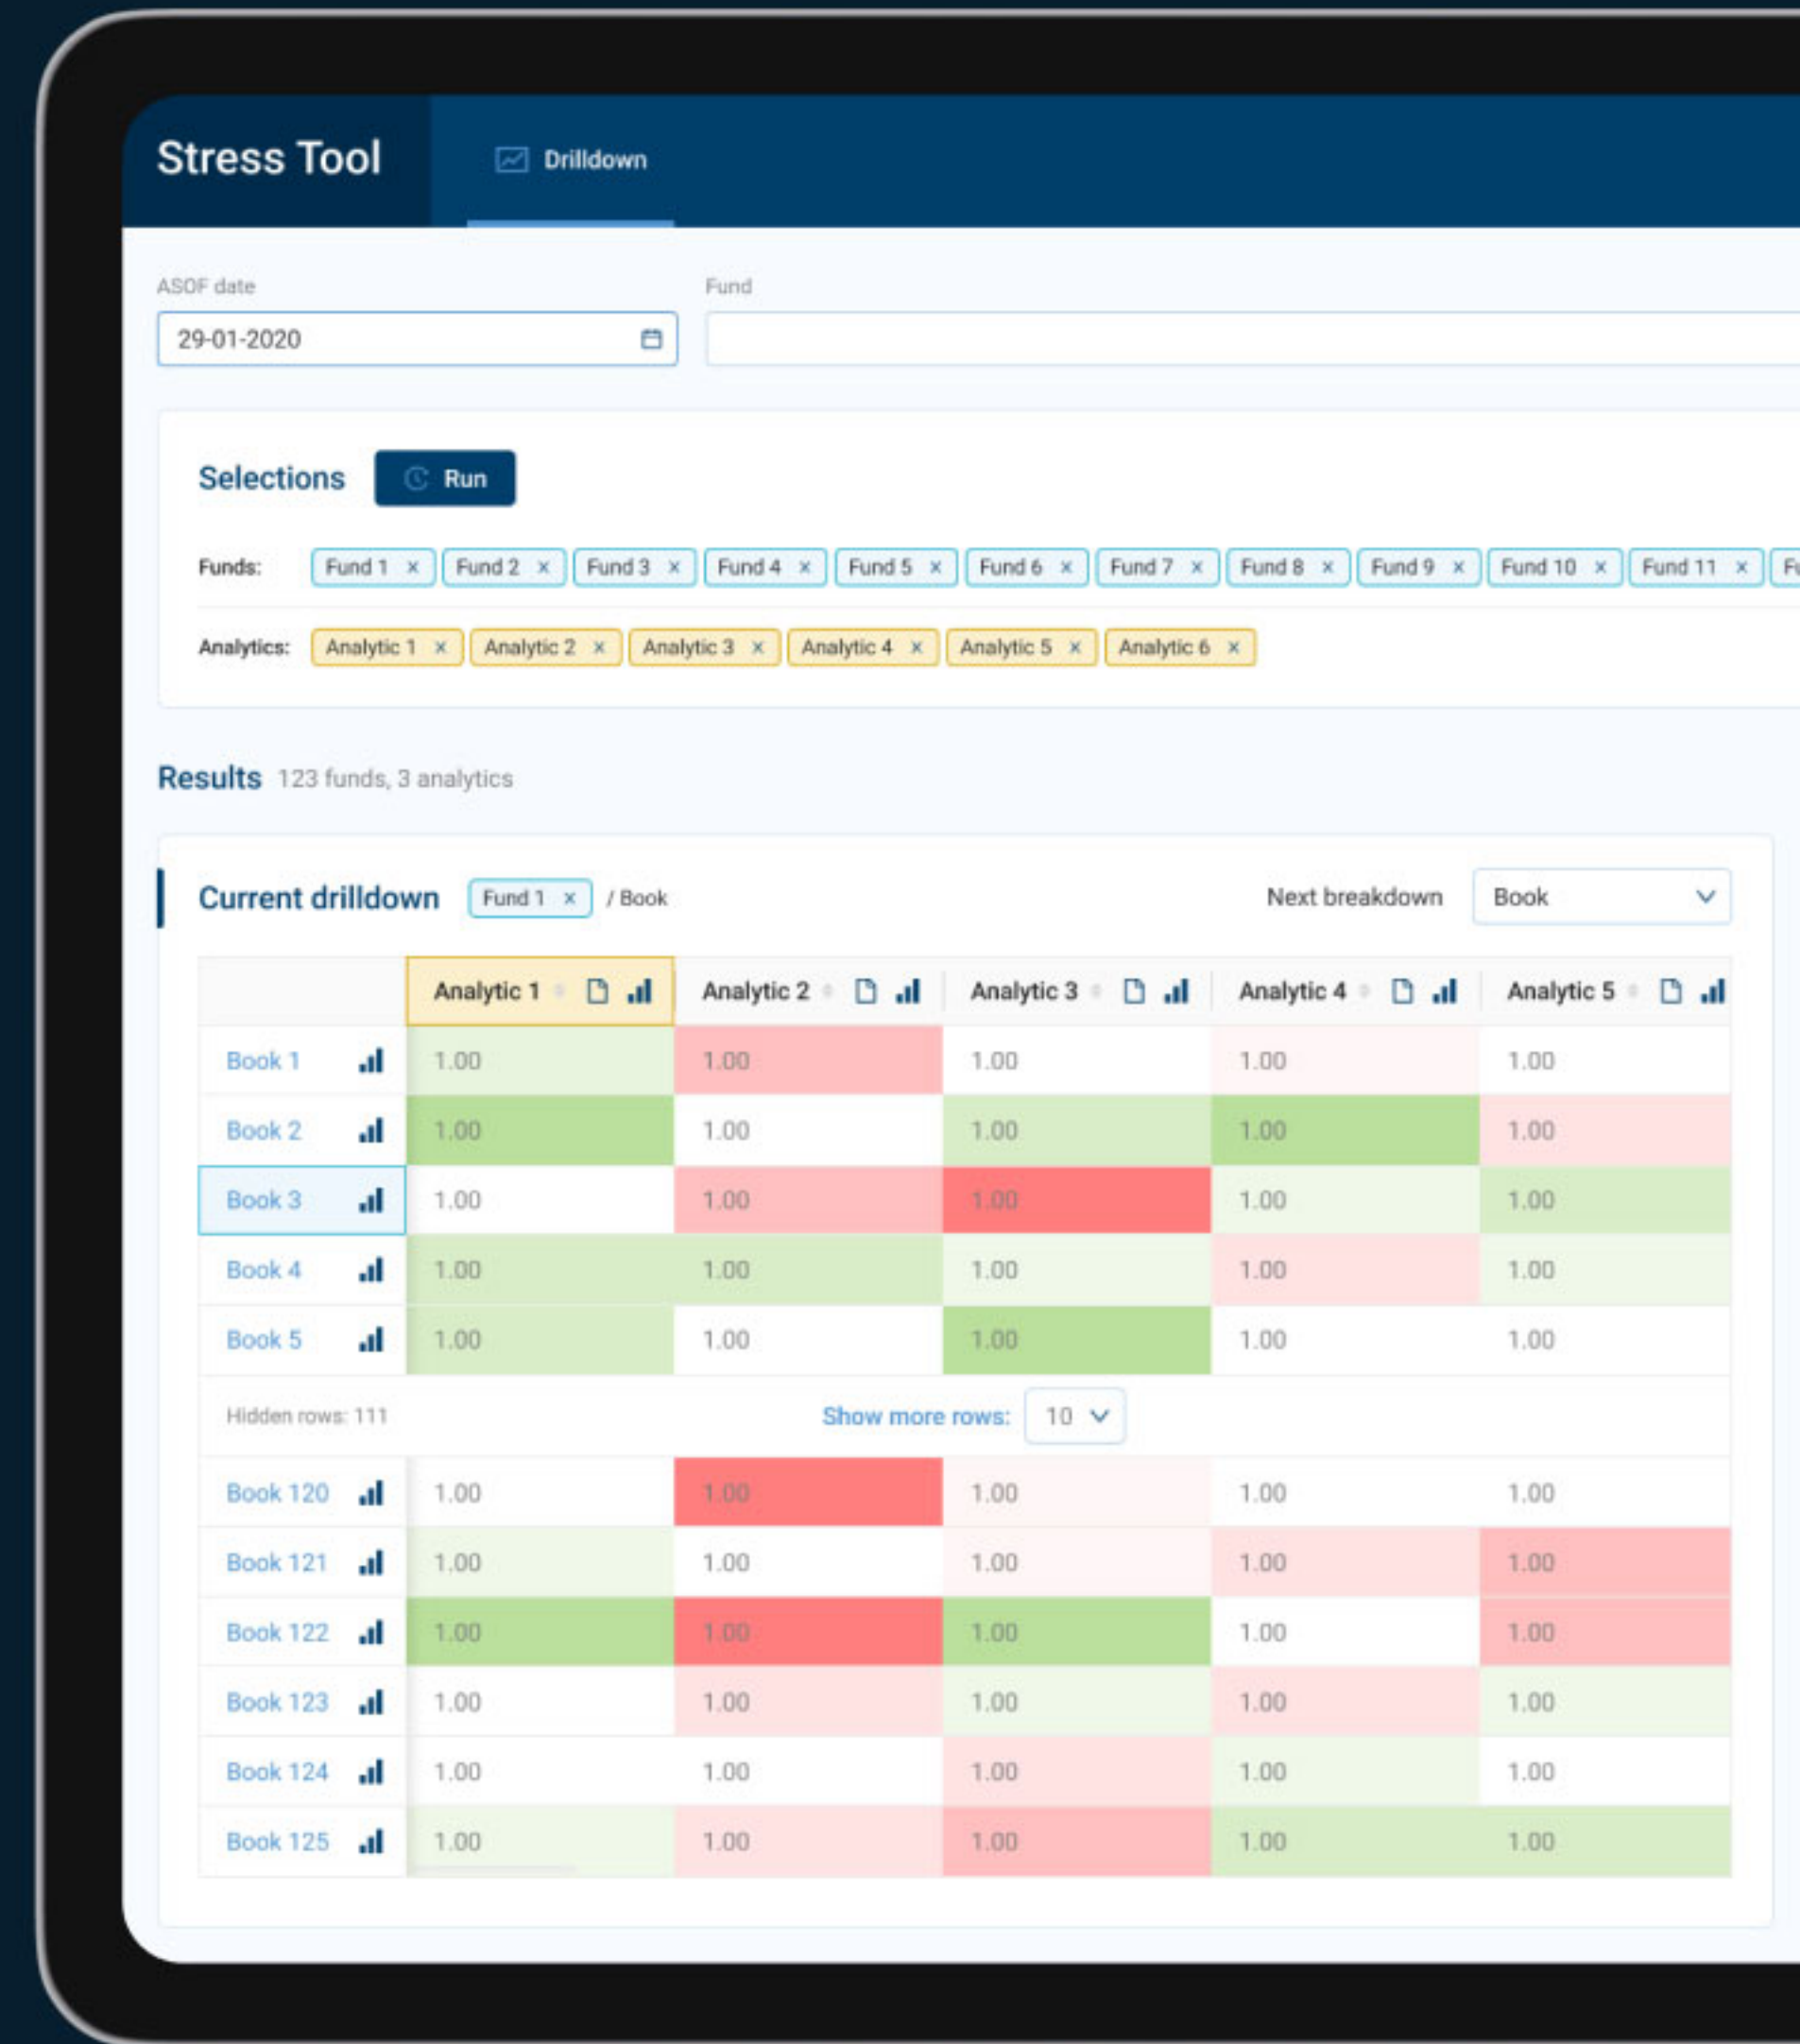 Stress Tool Drilldown
ASOF date Fund
29-01-2020
Selections Run
Funds: Fund 1 × Fund 2 × Fund 3 × Fund 4 × Fund 5 × Fund 6 × Fund 7 × Fund 8 × Fund 9 × Fund 10 × Fund 11 ×
Analytics: Analytic 1 × Analytic 2 × Analytic 3 × Analytic 4 × Analytic 5 × Analytic 6 ×
Results 123 funds, 3 analytics
Current drilldown Fund 1 × / Book Next breakdown Book
Analytic 1 Analytic 2 Analytic 3 Analytic 4 Analytic 5
Book 1 1.00 1.00 1.00 1.00 1.00
Book 2 1.00 1.00 1.00 1.00 1.00
Book 3 1.00 1.00 1.00 1.00 1.00
Book 4 1.00 1.00 1.00 1.00 1.00
Book 5 1.00 1.00 1.00 1.00 1.00
Hidden rows: 111 Show more rows: 10
Book 120 1.00 1.00 1.00 1.00 1.00
Book 121 1.00 1.00 1.00 1.00 1.00
Book 122 1.00 1.00 1.00 1.00 1.00
Book 123 1.00 1.00 1.00 1.00 1.00
Book 124 1.00 1.00 1.00 1.00 1.00
Book 125 1.00 1.00 1.00 1.00 1.00